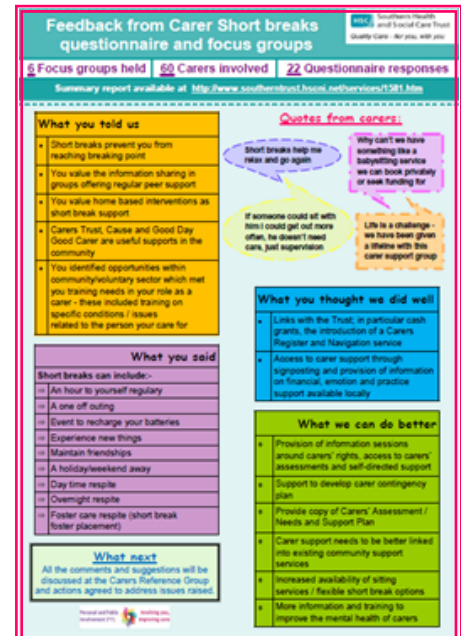 Feedback from Carer Short breaks
questionnaire and focus groups
HSC Southern Health
and Social Care Trust
Quality Care - for you, with you
6 Focus groups held
60 Carers involved
22 Questionnaire responses
Summary report available at http://www.southerntrust.hscni.net/services/1581.htm
What you told us
Short breaks prevent you from
reaching breaking point
You value the information sharing in
groups offering regular peer support
You value home based interventions as
short break support
Carers Trust, Cause and Good Day
Good Carer are useful supports in the
community
You identified opportunities within
community/voluntary sector which met
you training needs in your role as a
carer - these included training on
specific conditions / issues
related to the person your care for
Quotes from carers:
Short breaks help me
relax and go again
Why can't we have
something like a
babysitting service
we can book privately
or seek funding for
If someone could sit with
him I could get out more
often, he doesn't need
care, just supervision
Life is a challenge -
we have been given
a lifeline with this
carer support group
What you thought we did well
Links with the Trust; in particular cash
grants, the introduction of a Carers
Register and Navigation service
Access to carer support through
signposting and provision of information
on financial, emotion and practice
support available locally
What you said
Short breaks can include:-
⇒ An hour to yourself regulary
⇒ A one off outing
⇒ Event to recharge your batteries
⇒ Experience new things
⇒ Maintain friendships
⇒ A holiday/weekend away
⇒ Day time respite
⇒ Overnight respite
⇒ Foster care respite (short break
foster placement)
What we can do better
Provision of information sessions
around carers' rights, access to carers'
assessments and self-directed support
Support to develop carer contingency
plan
Provide copy of Carers' Assessment /
Needs and Support Plan
Carer support needs to be better linked
into existing community support
services
Increased availability of sitting
services / flexible short break options
More information and training to
improve the mental health of carers
What next
All the comments and suggestions will be
discussed at the Carers Reference Group
and actions agreed to address issues raised.
Personal and Public
Involvement (PPI)
Involving you,
improving care